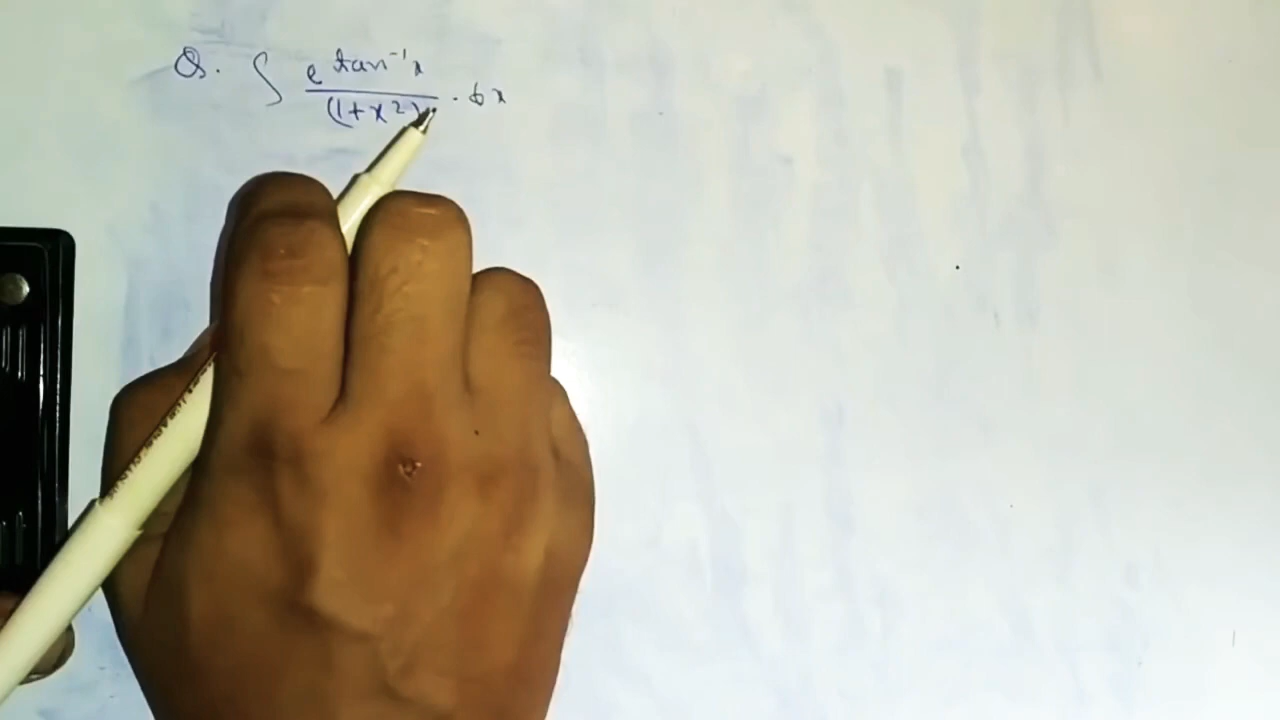 Q. ∫ e tan⁻¹x / (1+x2) . dx